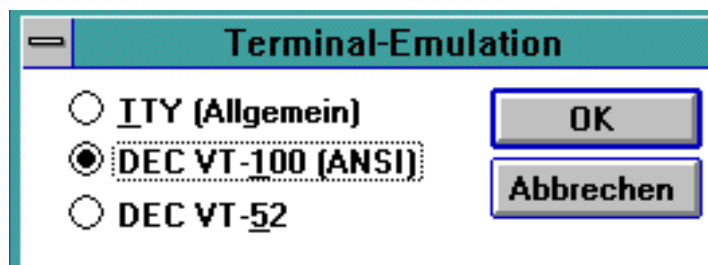 Terminal-Emulation
TTY (Allgemein)
DEC VT-100 (ANSI)
DEC VT-52
OK
Abbrechen